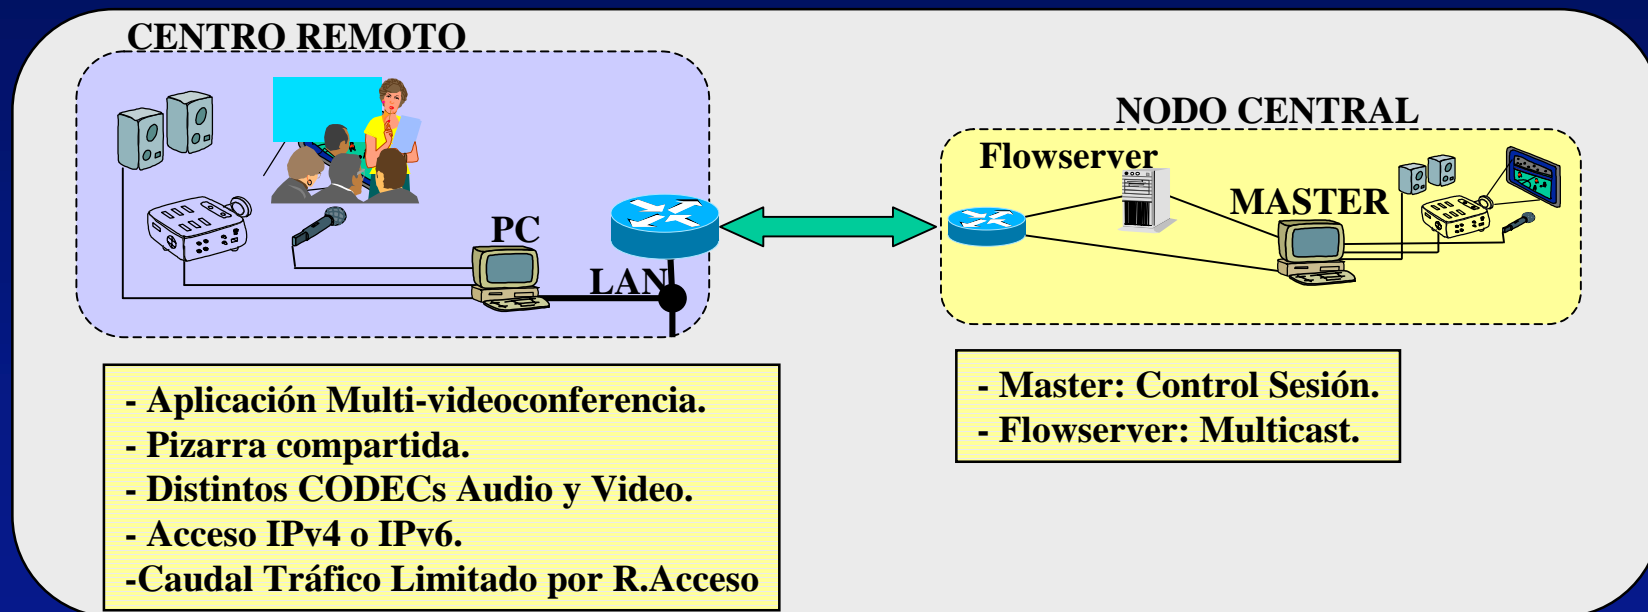 CENTRO REMOTO
PC
LAN
NODO CENTRAL
Flowserver
MASTER
- Aplicación Multi-videoconferencia.
- Pizarra compartida.
- Distintos CODECs Audio y Video.
- Acceso IPv4 o IPv6.
-Caudal Tráfico Limitado por R.Acceso
- Master: Control Sesión.
- Flowserver: Multicast.